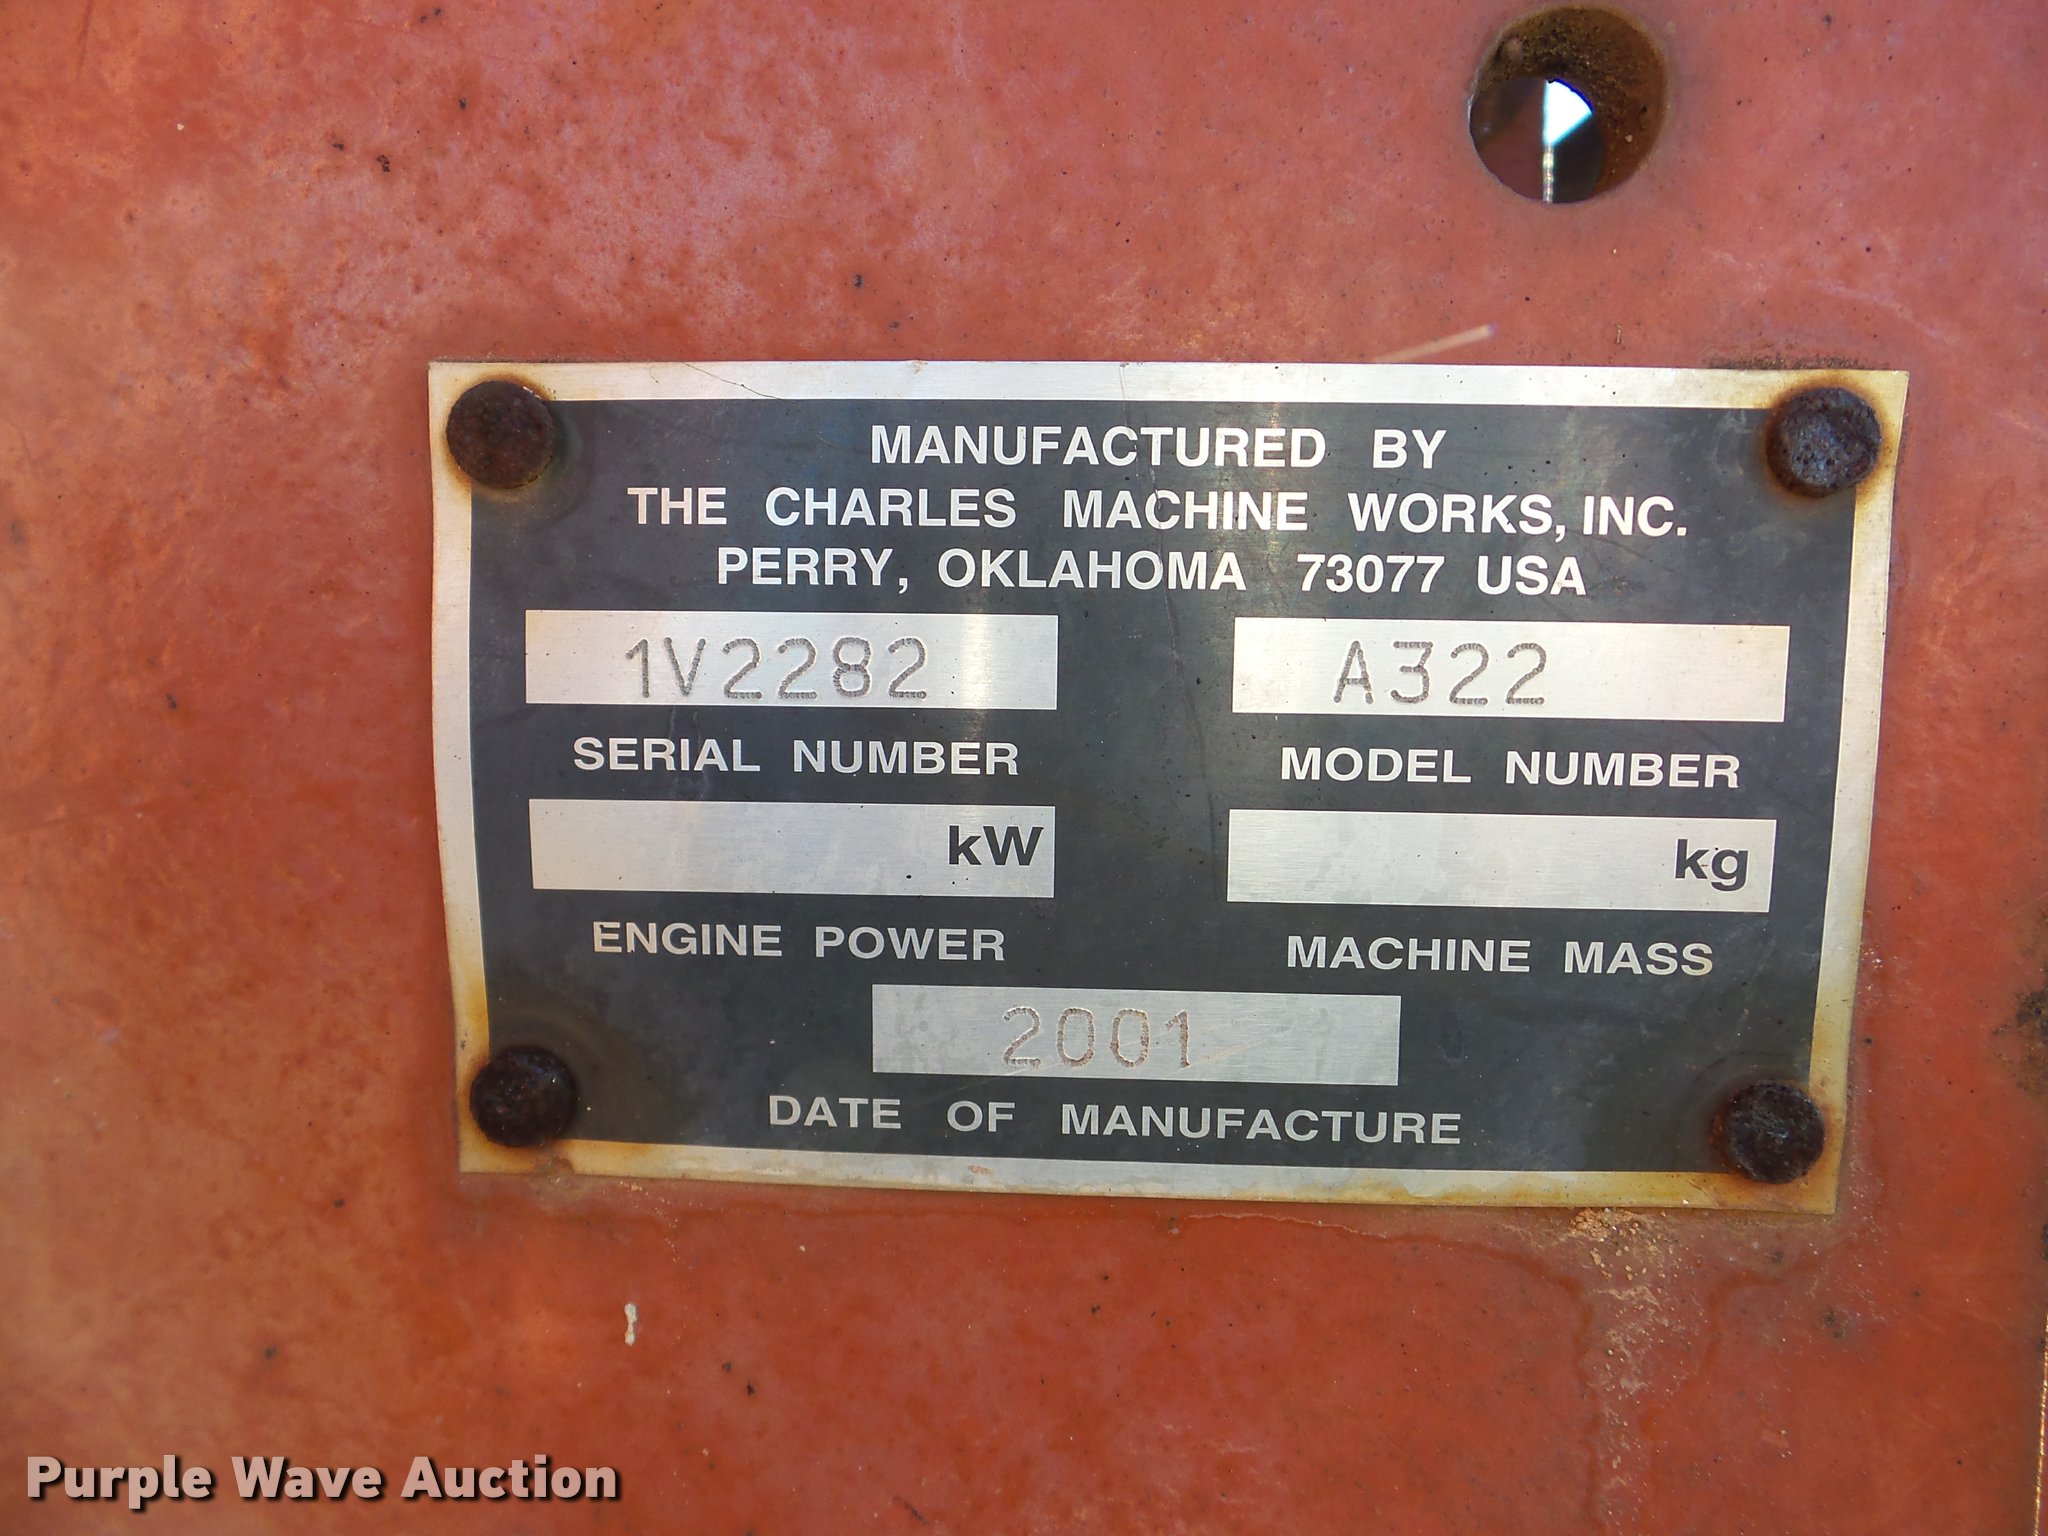 MANUFACTURED BY
THE CHARLES MACHINE WORKS, INC.
PERRY, OKLAHOMA 73077 USA
1V2282 A322
SERIAL NUMBER MODEL NUMBER
kW kg
ENGINE POWER MACHINE MASS
2001
DATE OF MANUFACTURE
Purple Wave Auction